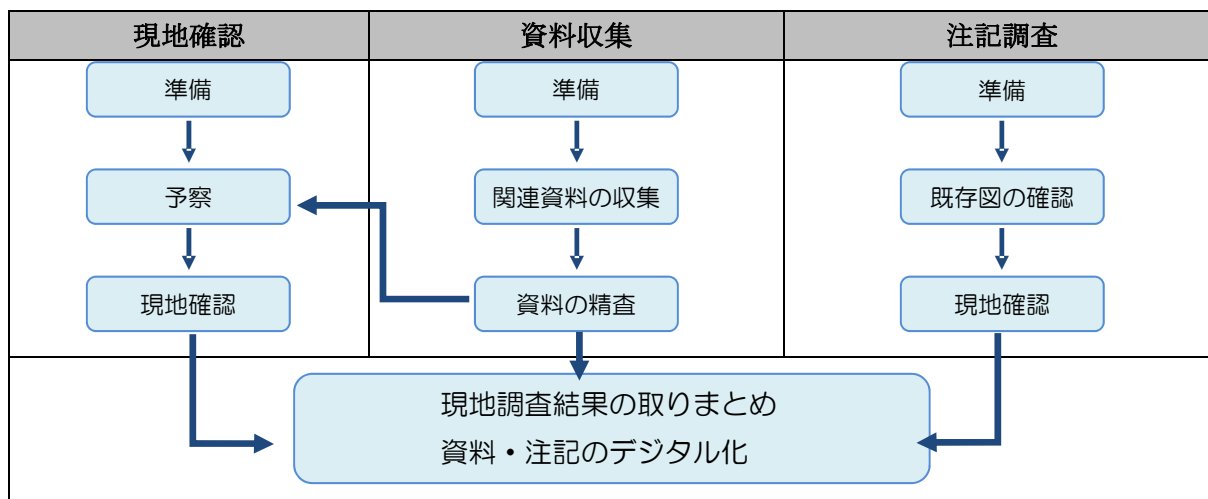 現地確認
資料収集
注記調査
準備
準備
準備
予察
関連資料の収集
既存図の確認
現地確認
資料の精査
現地確認
現地調査結果の取りまとめ
資料・注記のデジタル化